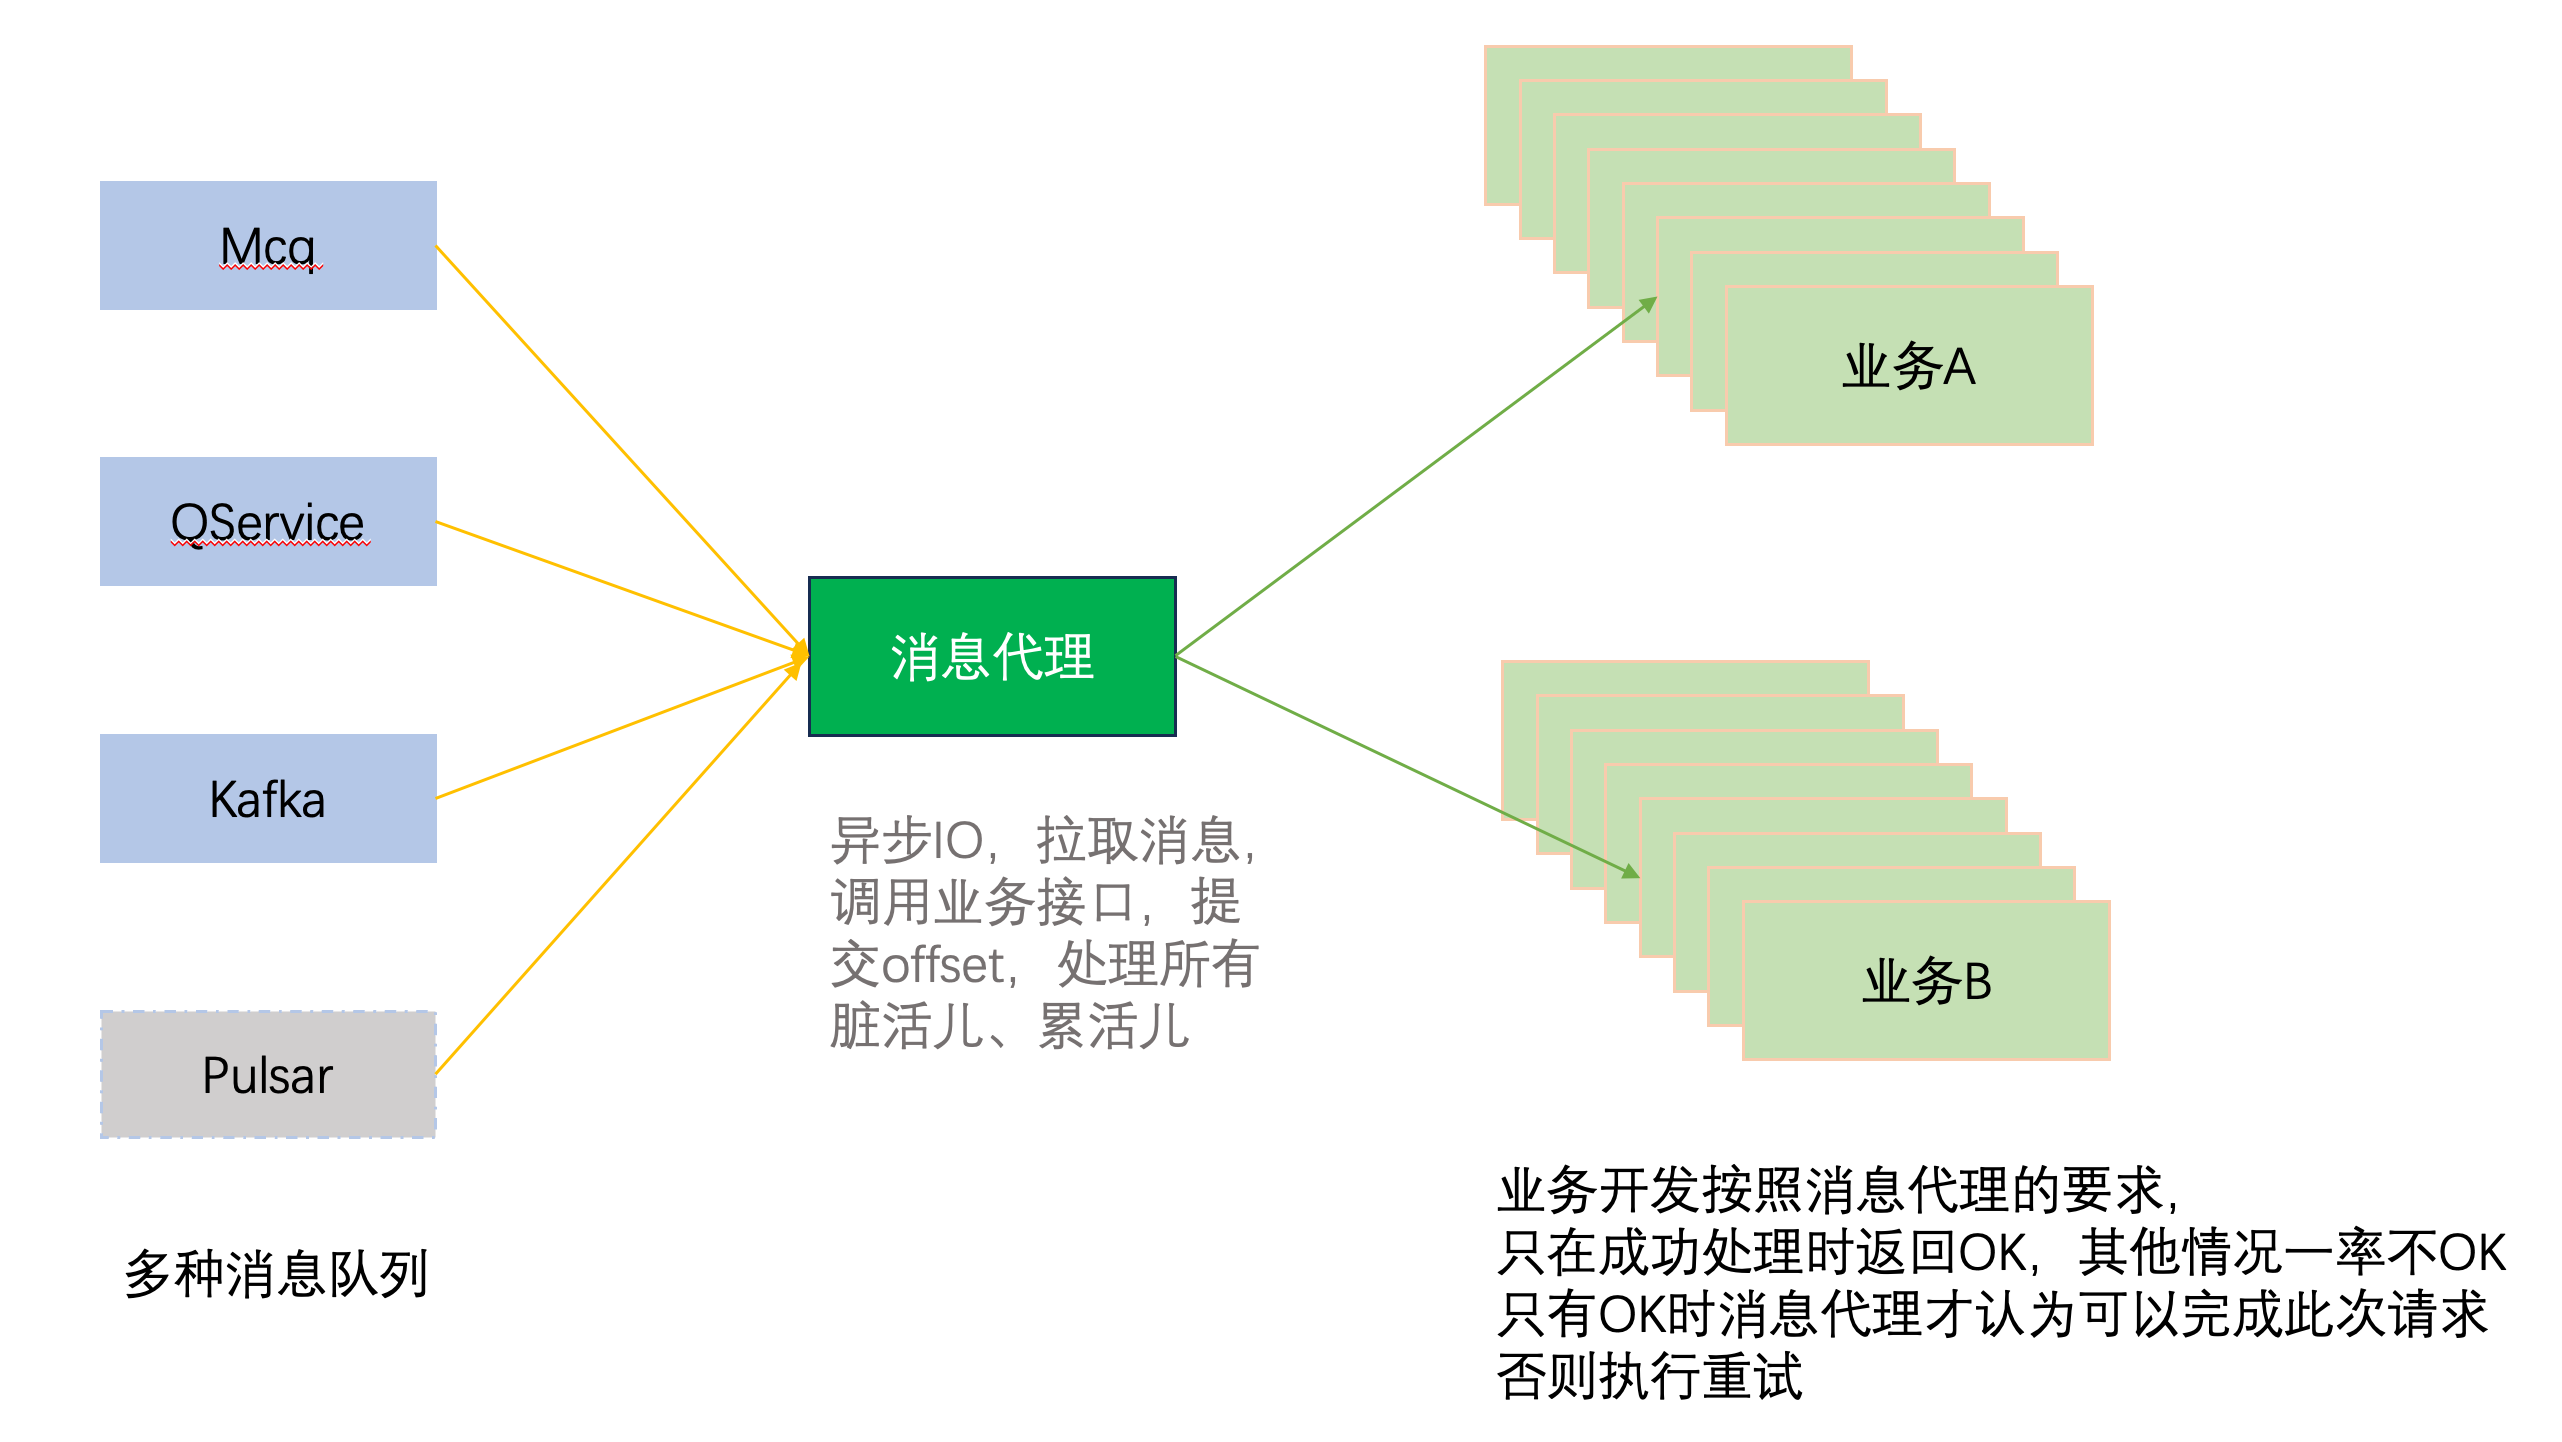 Mcq
QService
Kafka
Pulsar
多种消息队列
消息代理
异步IO，拉取消息，
调用业务接口，提
交offset，处理所有
脏活儿、累活儿
业务A
业务B
业务开发按照消息代理的要求，
只在成功处理时返回OK，其他情况一率不OK
只有OK时消息代理才认为可以完成此次请求
否则执行重试